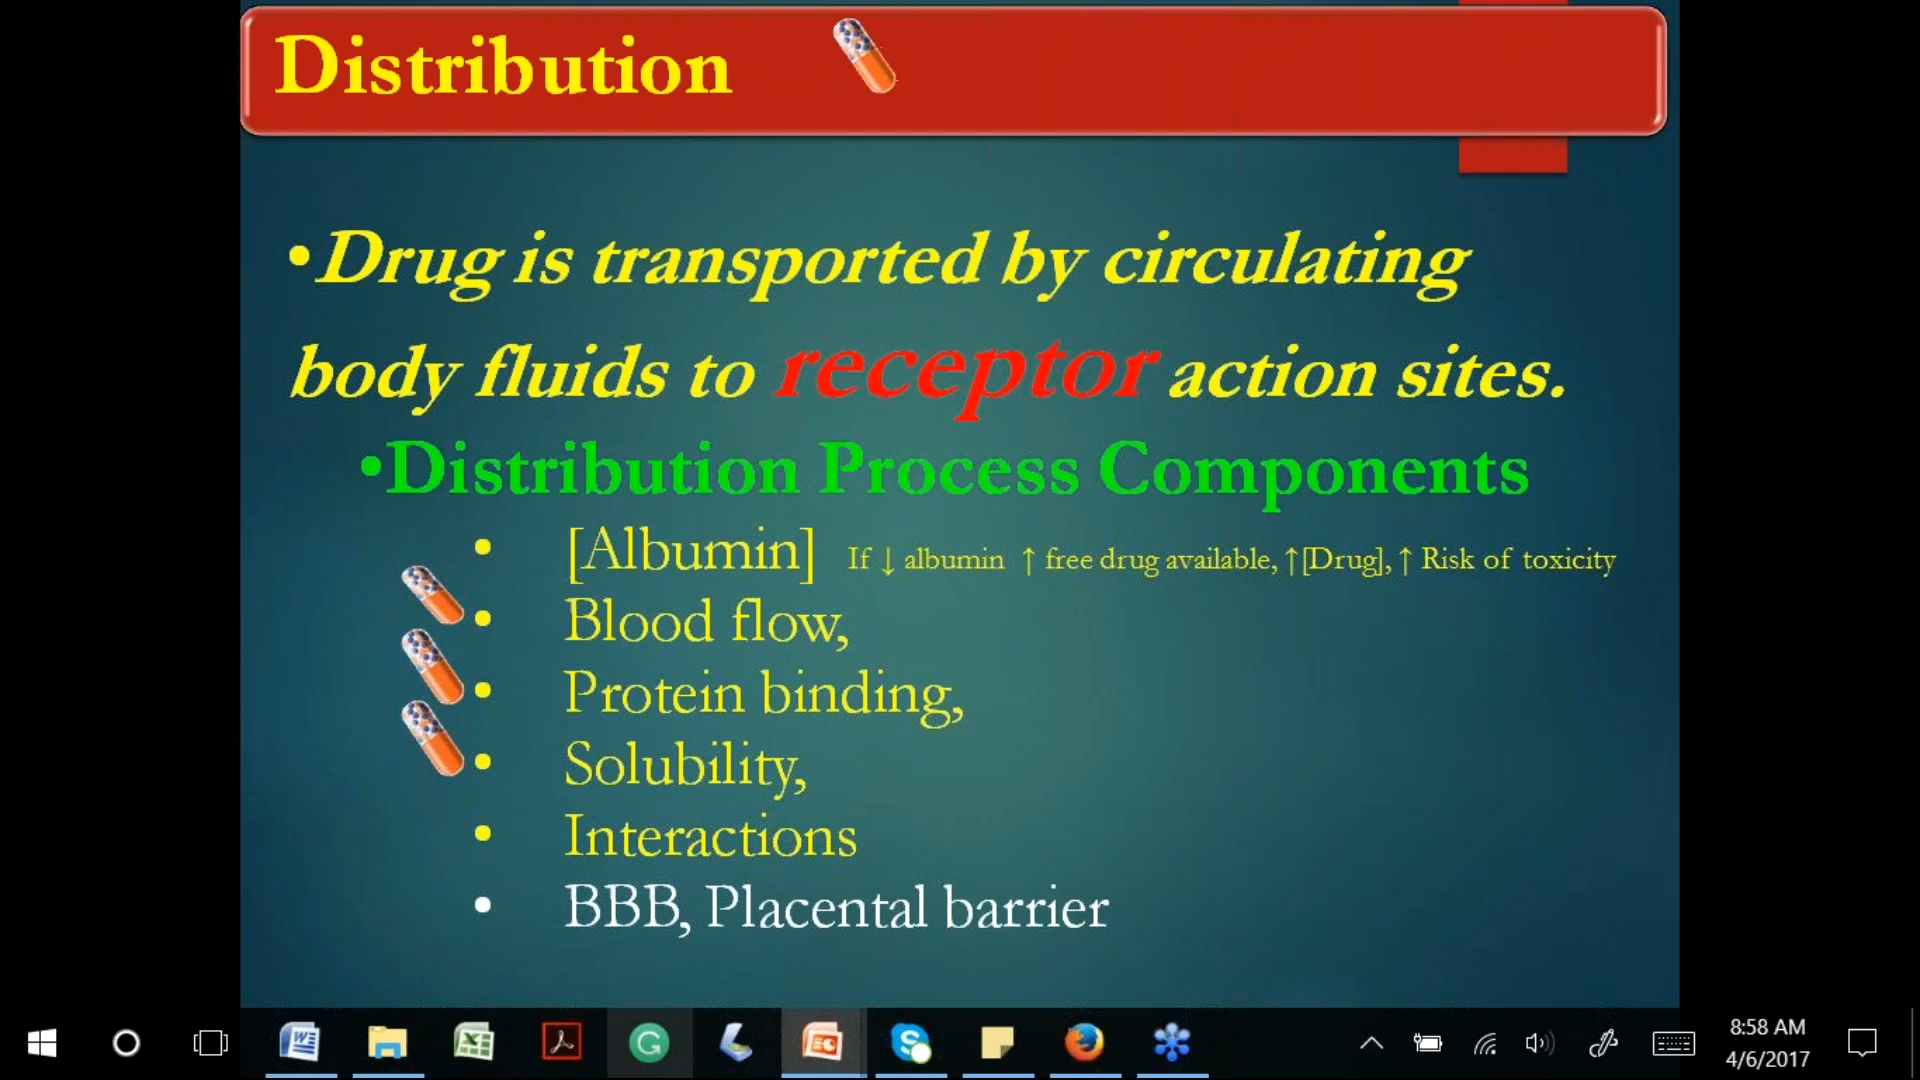 Distribution
•Drug is transported by circulating
body fluids to receptor action sites.
•Distribution Process Components
• [Albumin] If ↓ albumin ↑ free drug available, ↑[Drug], ↑ Risk of toxicity
• Blood flow,
• Protein binding,
• Solubility,
• Interactions
• BBB, Placental barrier
8:58 AM
4/6/2017